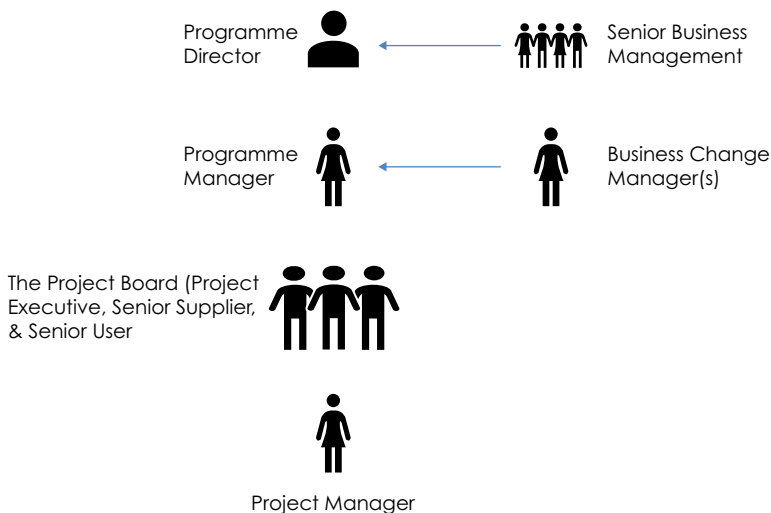 Programme
Director
Senior Business
Management
Programme
Manager
Business Change
Manager(s)
The Project Board (Project
Executive, Senior Supplier,
& Senior User
Project Manager